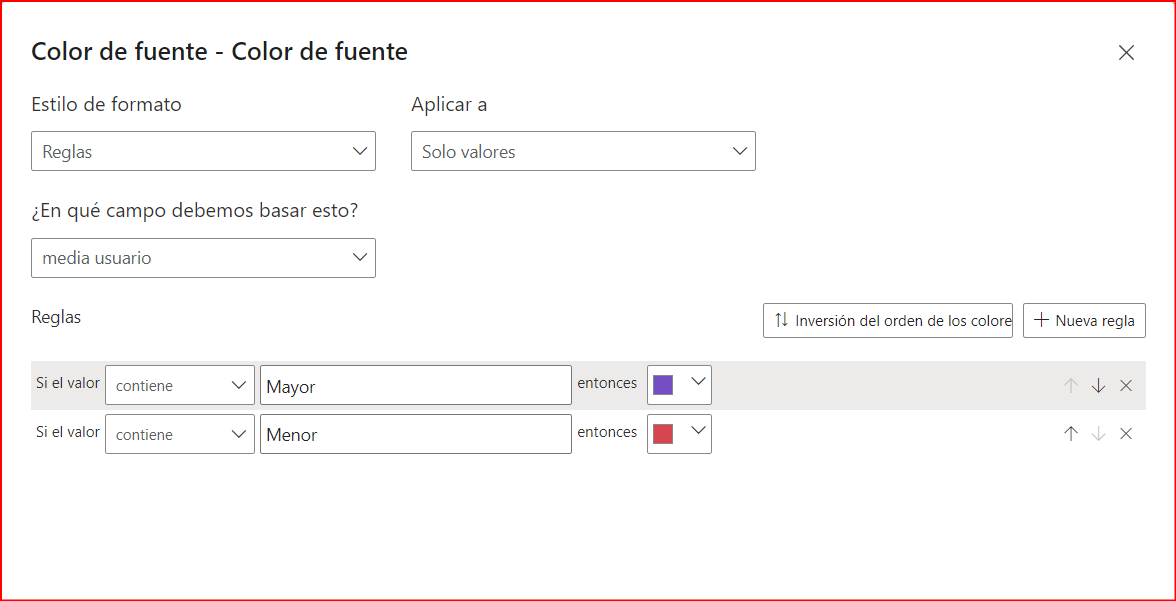 Color de fuente - Color de fuente
Estilo de formato
Aplicar a
Reglas
Solo valores
¿En qué campo debemos basar esto?
media usuario
Reglas
Inversión del orden de los colore
Nueva regla
Si el valor contiene Mayor entonces
Si el valor contiene Menor entonces